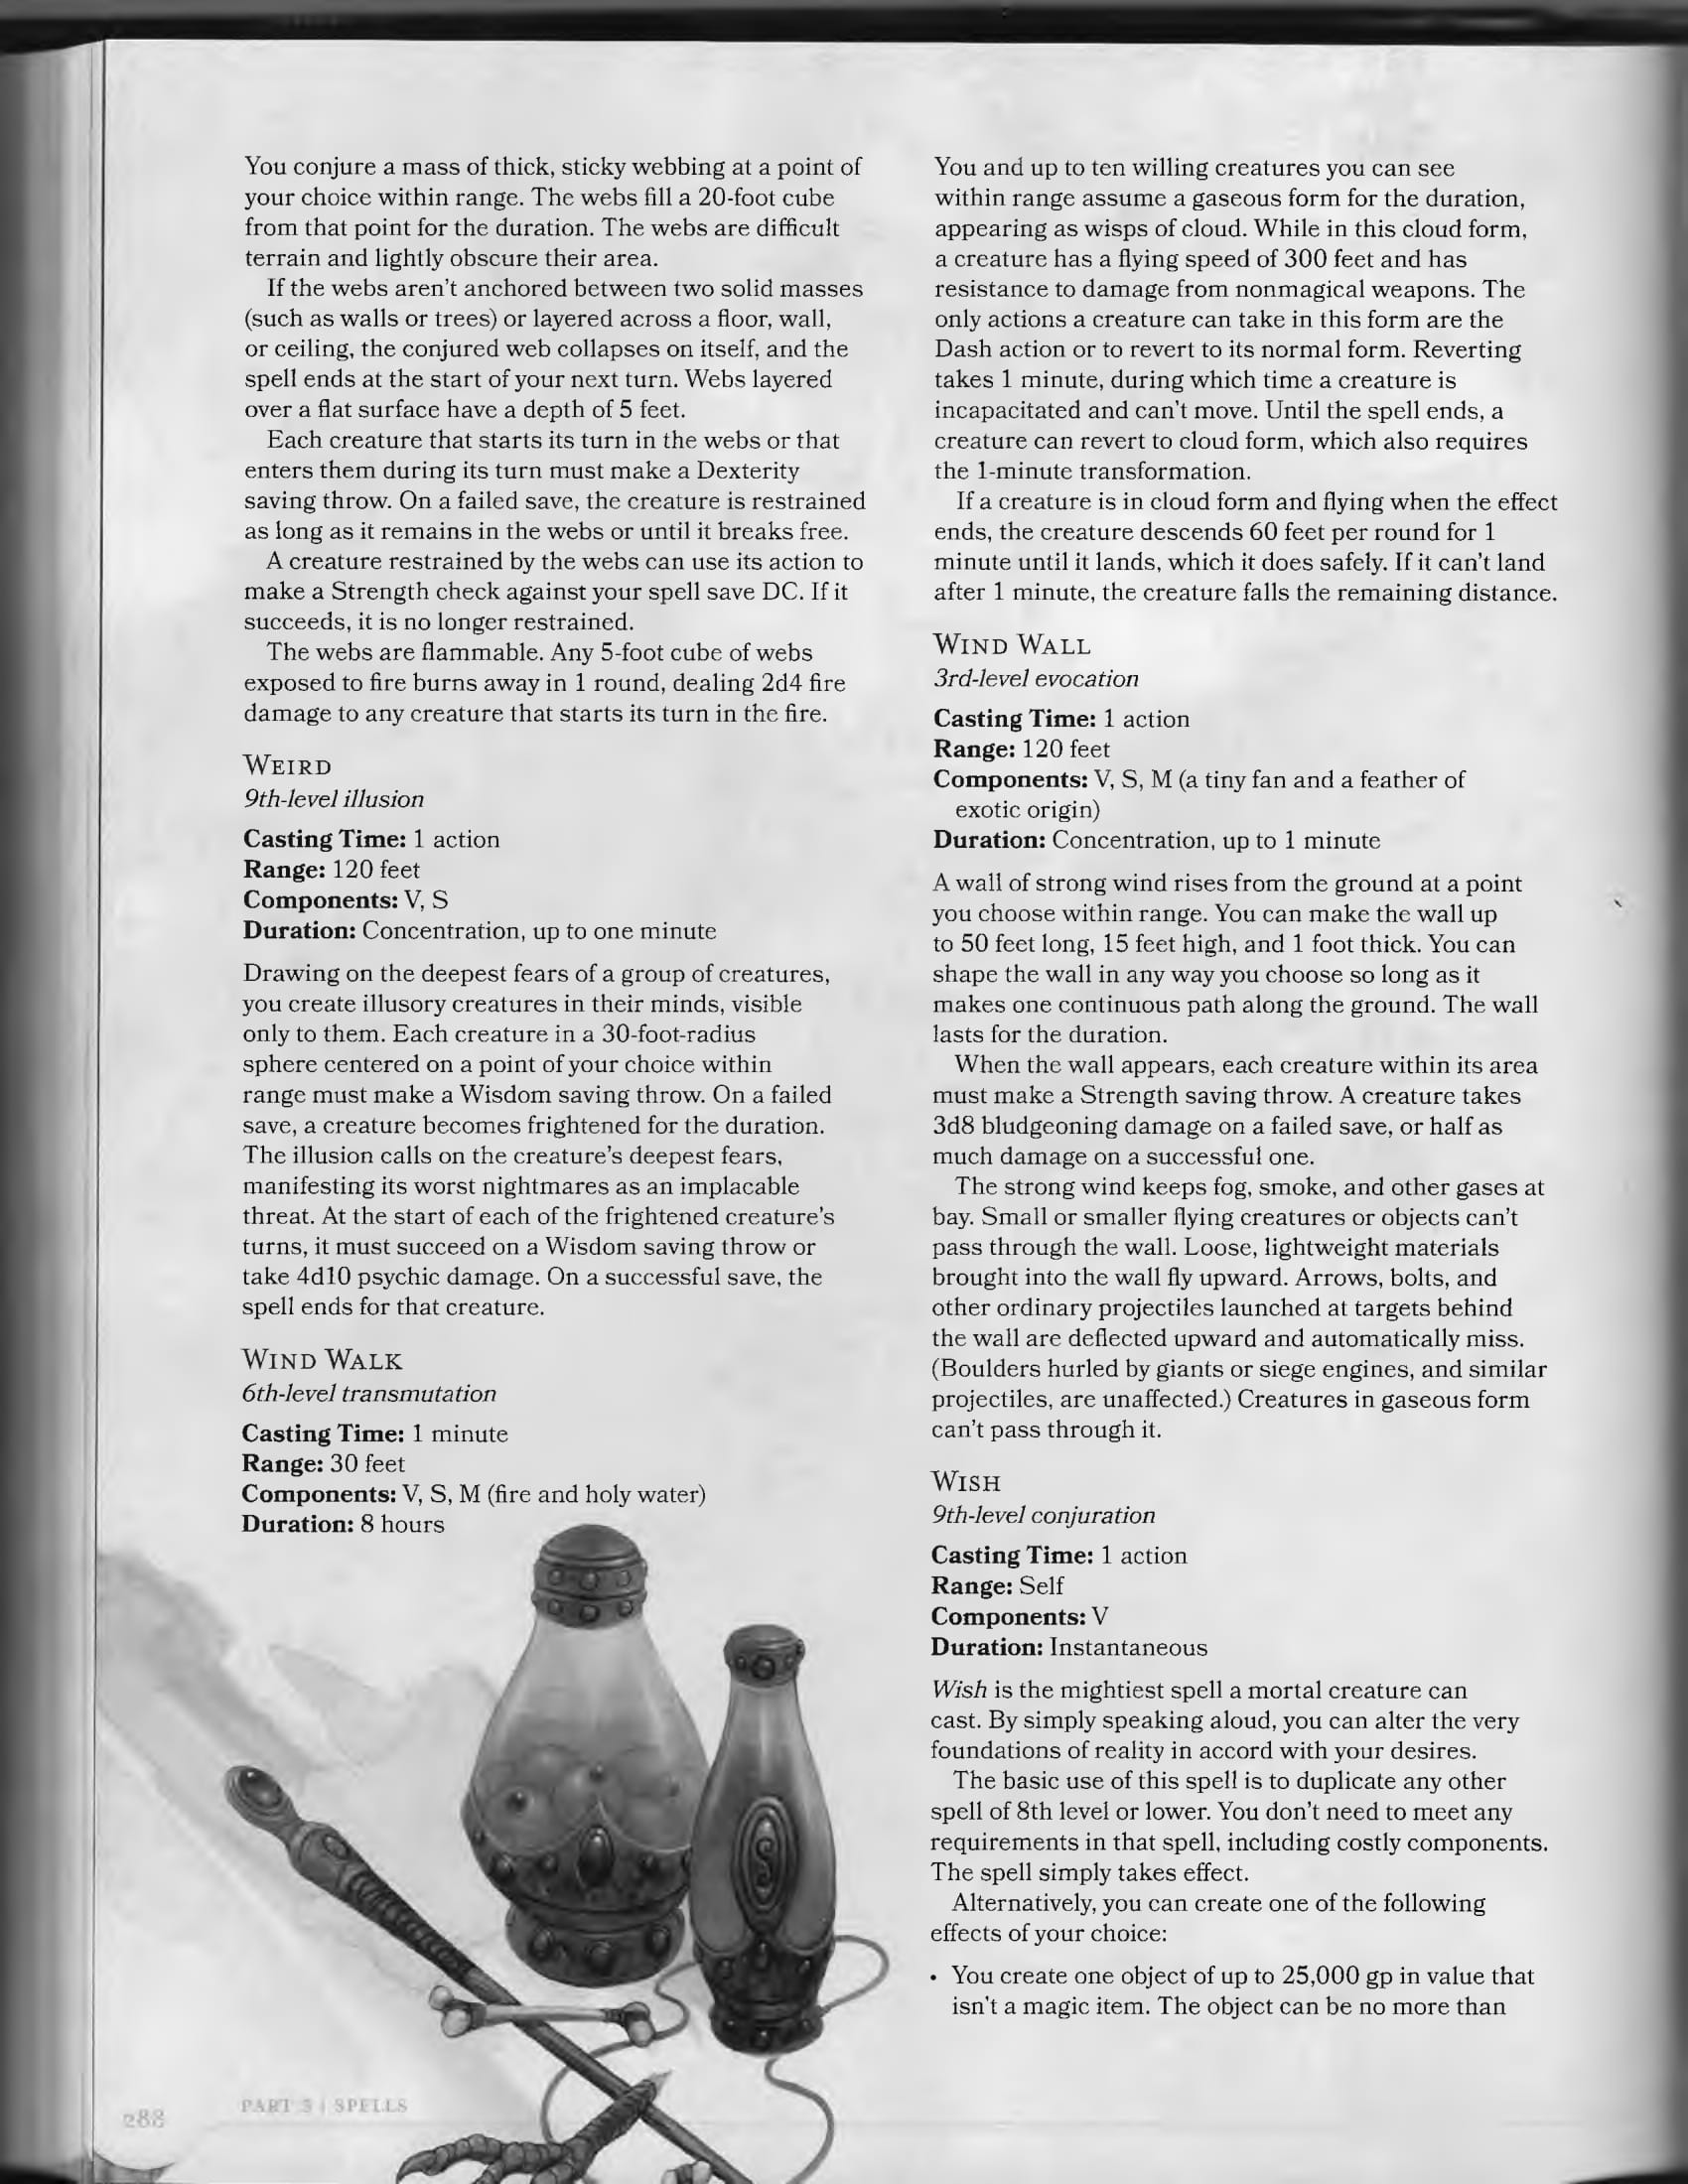 You conjure a mass of thick, sticky webbing at a point of
your choice within range. The webs fill a 20-foot cube
from that point for the duration. The webs are difficult
terrain and lightly obscure their area.
If the webs aren't anchored between two solid masses
(such as walls or trees) or layered across a floor, wall,
or ceiling, the conjured web collapses on itself, and the
spell ends at the start of your next turn. Webs layered
over a flat surface have a depth of 5 feet.
Each creature that starts its turn in the webs or that
enters them during its turn must make a Dexterity
saving throw. On a failed save, the creature is restrained
as long as it remains in the webs or until it breaks free.
A creature restrained by the webs can use its action to
make a Strength check against your spell save DC. If it
succeeds, it is no longer restrained.
The webs are flammable. Any 5-foot cube of webs
exposed to fire burns away in 1 round, dealing 2d4 fire
damage to any creature that starts its turn in the fire.
WEIRD
9th-level illusion
Casting Time: 1 action
Range: 120 feet
Components: V, S
Duration: Concentration, up to one minute
Drawing on the deepest fears of a group of creatures,
you create illusory creatures in their minds, visible
only to them. Each creature in a 30-foot-radius
sphere centered on a point of your choice within
range must make a Wisdom saving throw. On a failed
save, a creature becomes frightened for the duration.
The illusion calls on the creature's deepest fears,
manifesting its worst nightmares as an implacable
threat. At the start of each of the frightened creature's
turns, it must succeed on a Wisdom saving throw or
take 4d10 psychic damage. On a successful save, the
spell ends for that creature.
WIND WALK
6th-level transmutation
Casting Time: 1 minute
Range: 30 feet
Components: V, S, M (fire and holy water)
Duration: 8 hours
You and up to ten willing creatures you can see
within range assume a gaseous form for the duration,
appearing as wisps of cloud. While in this cloud form,
a creature has a flying speed of 300 feet and has
resistance to damage from nonmagical weapons. The
only actions a creature can take in this form are the
Dash action or to revert to its normal form. Reverting
takes 1 minute, during which time a creature is
incapacitated and can't move. Until the spell ends, a
creature can revert to cloud form, which also requires
the 1-minute transformation.
If a creature is in cloud form and flying when the effect
ends, the creature descends 60 feet per round for 1
minute until it lands, which it does safely. If it can't land
after 1 minute, the creature falls the remaining distance.
WIND WALL
3rd-level evocation
Casting Time: 1 action
Range: 120 feet
Components: V, S, M (a tiny fan and a feather of
exotic origin)
Duration: Concentration, up to 1 minute
A wall of strong wind rises from the ground at a point
you choose within range. You can make the wall up
to 50 feet long, 15 feet high, and 1 foot thick. You can
shape the wall in any way you choose so long as it
makes one continuous path along the ground. The wall
lasts for the duration.
When the wall appears, each creature within its area
must make a Strength saving throw. A creature takes
3d8 bludgeoning damage on a failed save, or half as
much damage on a successful one.
The strong wind keeps fog, smoke, and other gases at
bay. Small or smaller flying creatures or objects can't
pass through the wall. Loose, lightweight materials
brought into the wall fly upward. Arrows, bolts, and
other ordinary projectiles launched at targets behind
the wall are deflected upward and automatically miss.
(Boulders hurled by giants or siege engines, and similar
projectiles, are unaffected.) Creatures in gaseous form
can't pass through it.
WISH
9th-level conjuration
Casting Time: 1 action
Range: Self
Components: V
Duration: Instantaneous
Wish is the mightiest spell a mortal creature can
cast. By simply speaking aloud, you can alter the very
foundations of reality in accord with your desires.
The basic use of this spell is to duplicate any other
spell of 8th level or lower. You don't need to meet any
requirements in that spell, including costly components.
The spell simply takes effect.
Alternatively, you can create one of the following
effects of your choice:
• You create one object of up to 25,000 gp in value that
isn't a magic item. The object can be no more than
288
PART 3 | SPELLS